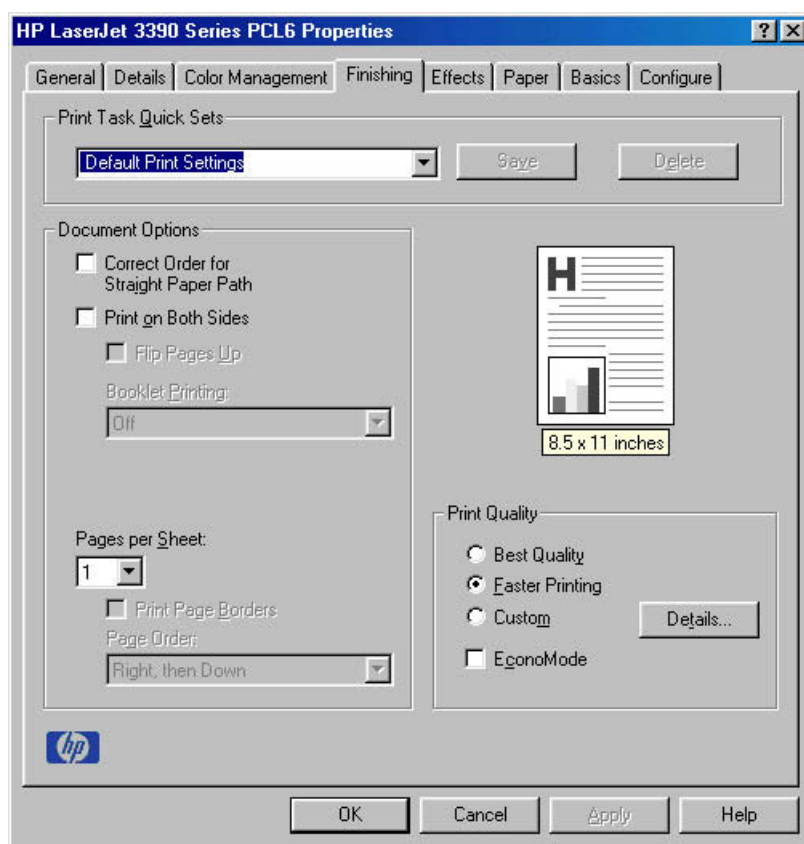 HP LaserJet 3390 Series PCL6 Properties
General Details Color Management Finishing Effects Paper Basics Configure
Print Task Quick Sets
Default Print Settings Save Delete
Document Options
Correct Order for
Straight Paper Path
Print on Both Sides
Flip Pages Up
Booklet Printing:
Off
H
8.5 x 11 inches
Pages per Sheet:
1
Print Page Borders
Page Order:
Right, then Down
Print Quality
Best Quality
Faster Printing
Custom Details...
EconoMode
hp
OK Cancel Apply Help